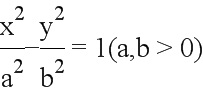 x²/a² − y²/b² = 1(a,b > 0)